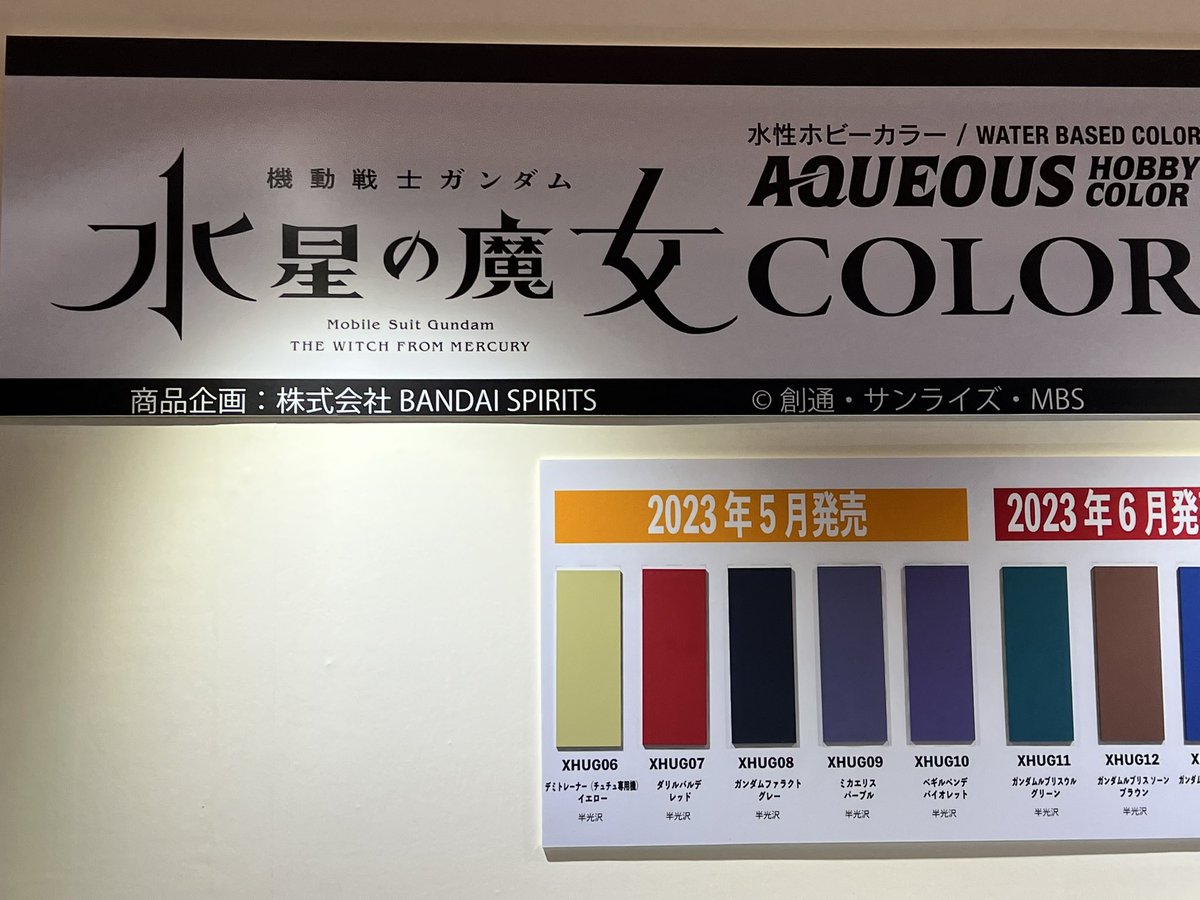 水性ホビーカラー / WATER BASED COLOR
AQUEOUS HOBBY COLOR
機動戦士ガンダム
水星の魔女 COLOR
Mobile Suit Gundam
THE WITCH FROM MERCURY
商品企画：株式会社 BANDAI SPIRITS
© 創通・サンライズ・MBS
2023年5月発売
2023年6月発
XHUG06
デミトレーナー（チュチュ専用機）
イエロー
半光沢
XHUG07
ダリルバルデ
レッド
半光沢
XHUG08
ガンダムファラクト
グレー
半光沢
XHUG09
ミカエリス
パープル
半光沢
XHUG10
ベギルペンデ
バイオレット
半光沢
XHUG11
ガンダムルブリスウル
グリーン
半光沢
XHUG12
ガンダムルブリス ソーン
ブラウン
半光沢